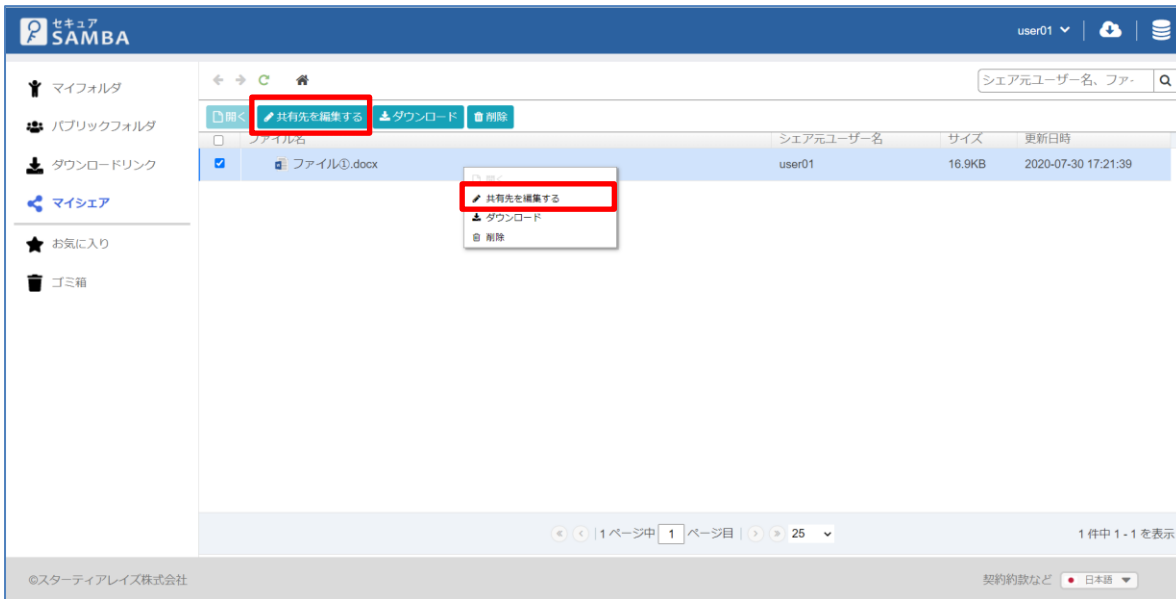 セキュア
SAMBA
user01
マイフォルダ
パブリックフォルダ
ダウンロードリンク
マイシェア
お気に入り
ゴミ箱
シェア元ユーザー名、ファ-
開く 共有先を編集する ダウンロード 削除
ファイル名 シェア元ユーザー名 サイズ 更新日時
ファイル①.docx user01 16.9KB 2020-07-30 17:21:39
開く
共有先を編集する
ダウンロード
削除
1 ページ中 1 ページ目 25
1 件中 1 - 1 を表示
©スターティアレイズ株式会社
契約約款など 日本語